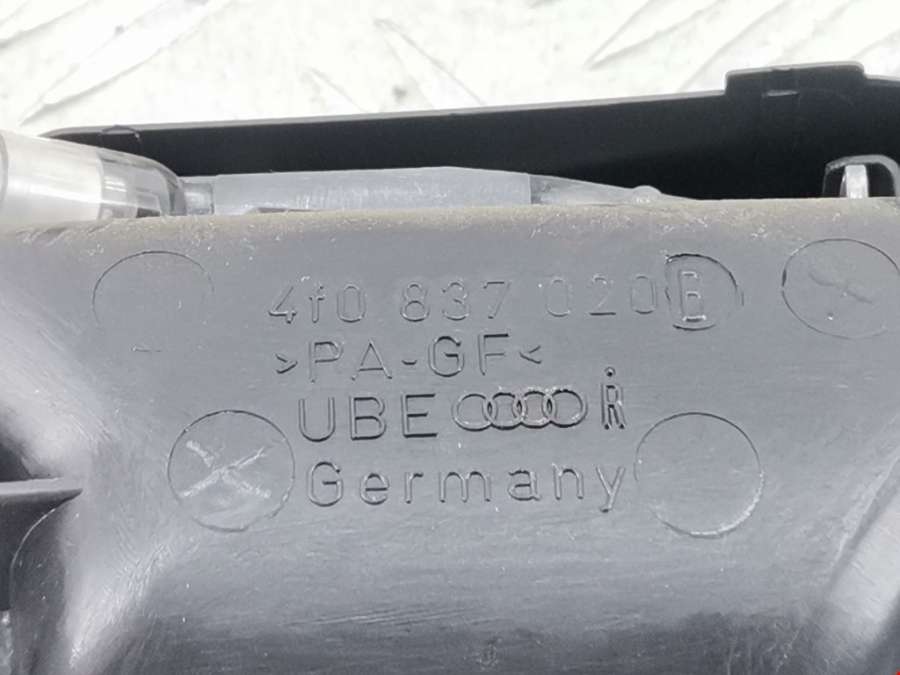 4f0 837 020 B
>PA-GF<
UBE R
Germany